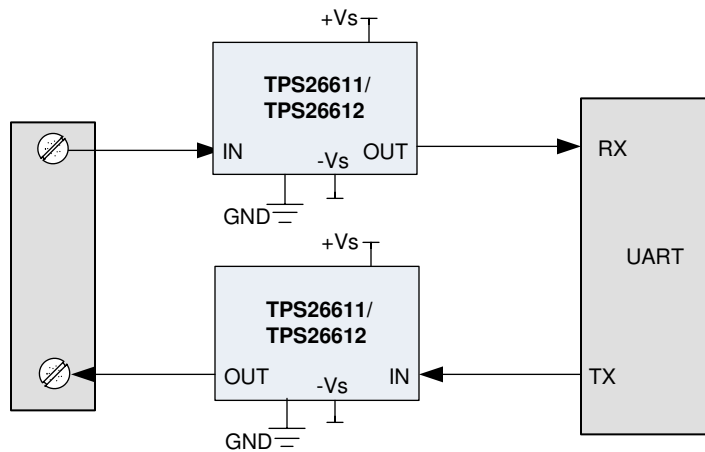 +Vs
TPS26611/
TPS26612
IN
-Vs
OUT
GND
RX
UART
+Vs
TPS26611/
TPS26612
OUT
-Vs
IN
GND
TX